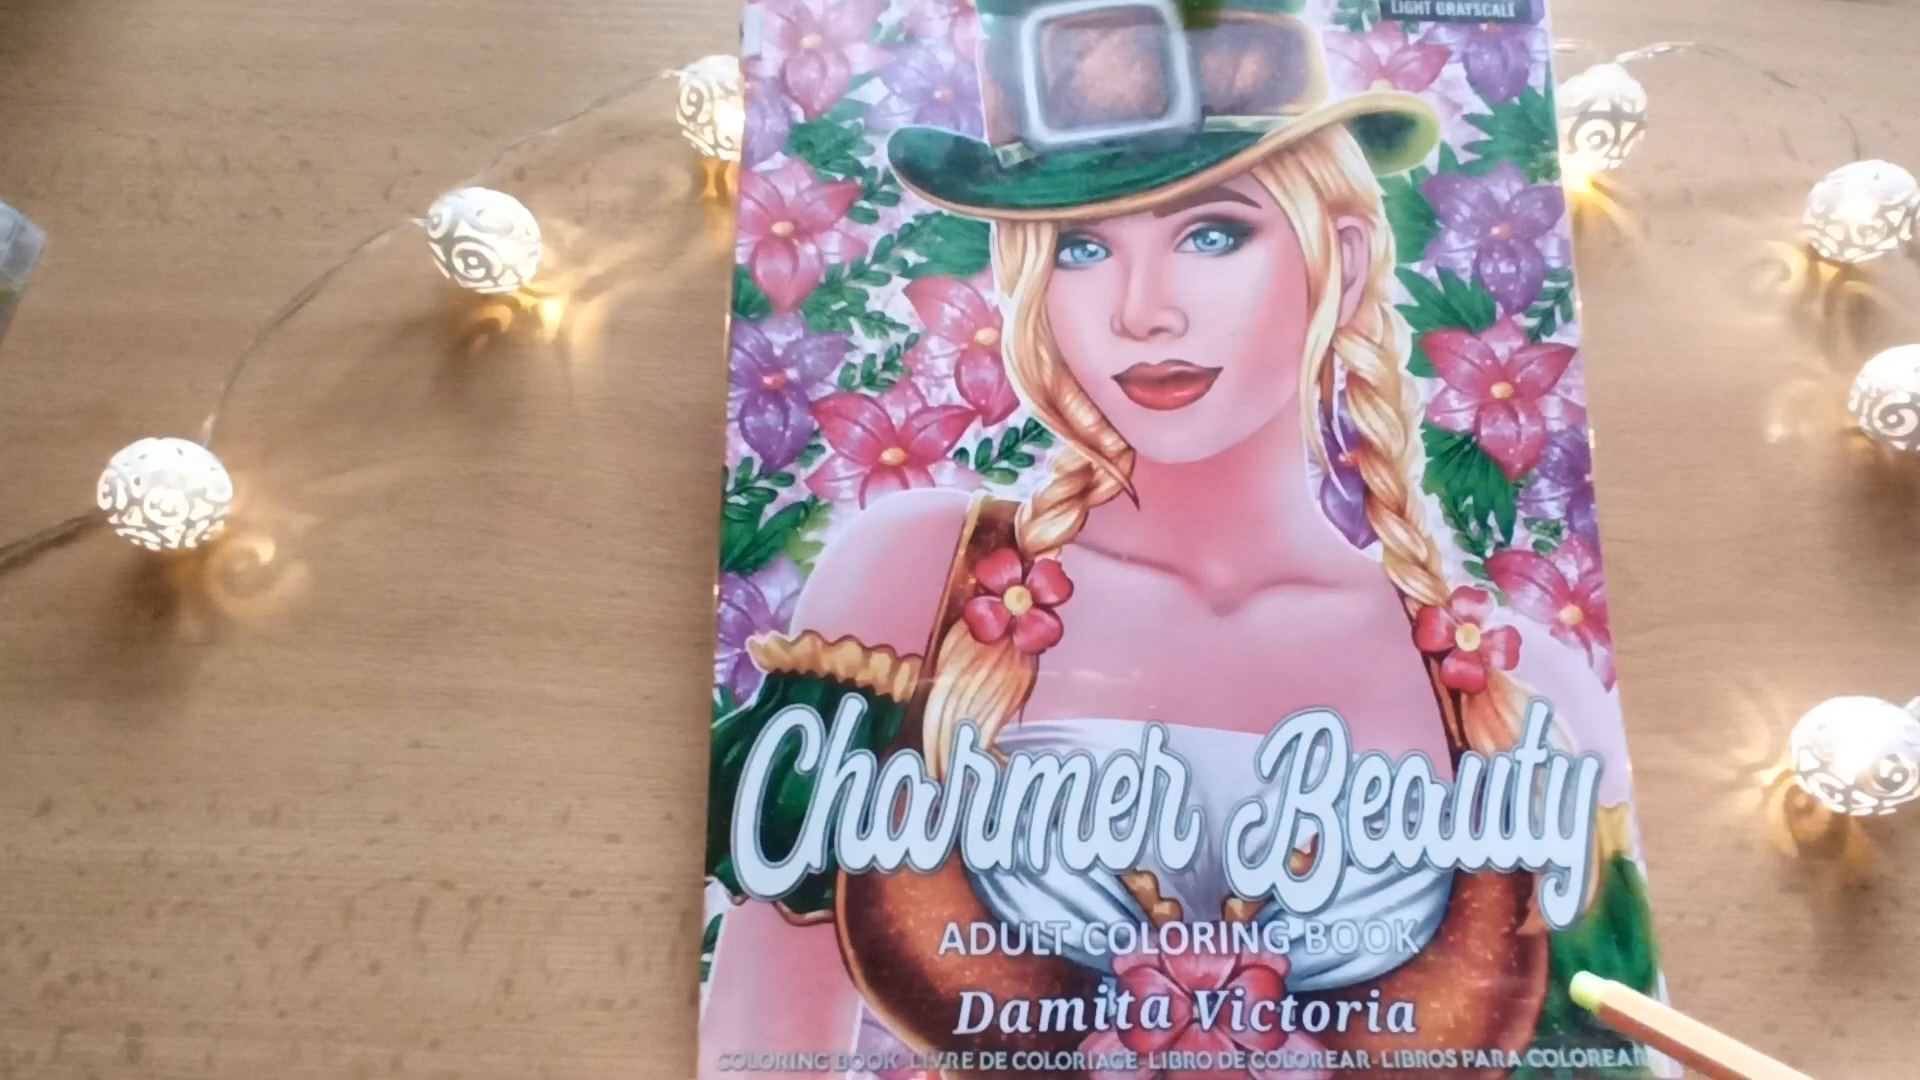 LIGHT GRAYSCALE
Charmer Beauty
ADULT COLORING BOOK
Damita Victoria
COLORING BOOK-LIVRE DE COLORIAGE-LIBRO DE COLOREAR-LIBROS PARA COLOREAR